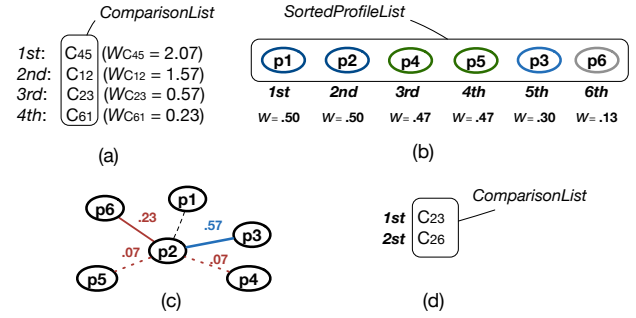 ComparisonList
1st: C45 (WC45 = 2.07)
2nd: C12 (WC12 = 1.57)
3rd: C23 (WC23 = 0.57)
4th: C61 (WC61 = 0.23)
(a)
SortedProfileList
p1 p2 p4 p5 p3 p6
1st 2nd 3rd 4th 5th 6th
w= .50 w= .50 w= .47 w= .47 w= .30 w= .13
(b)
p1
p6
.23
.57
p3
p2
.07
.07
p5
p4
(c)
ComparisonList
1st C23
2st C26
(d)